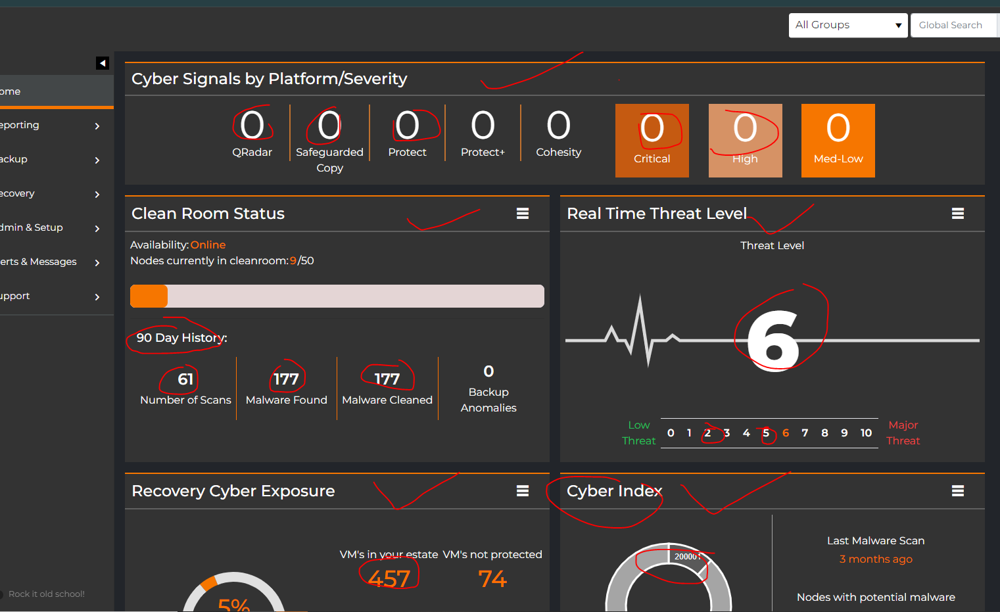 All Groups
Global Search
ome
eporting
ackup
ecovery
dmin & Setup
erts & Messages
upport
Rock it old school!
Cyber Signals by Platform/Severity
0 0 0 0 0 0 0 0
QRadar Safeguarded Copy Protect Protect+ Cohesity Critical High Med-Low
Clean Room Status
Availability: Online
Nodes currently in cleanroom: 9/50
90 Day History:
61 177 177 0
Number of Scans Malware Found Malware Cleaned Backup Anomalies
Real Time Threat Level
Threat Level
6
Low Threat 0 1 2 3 4 5 6 7 8 9 10 Major Threat
Recovery Cyber Exposure
VM's in your estate VM's not protected
457 74
5%
Cyber Index
200001
Last Malware Scan
3 months ago
Nodes with potential malware